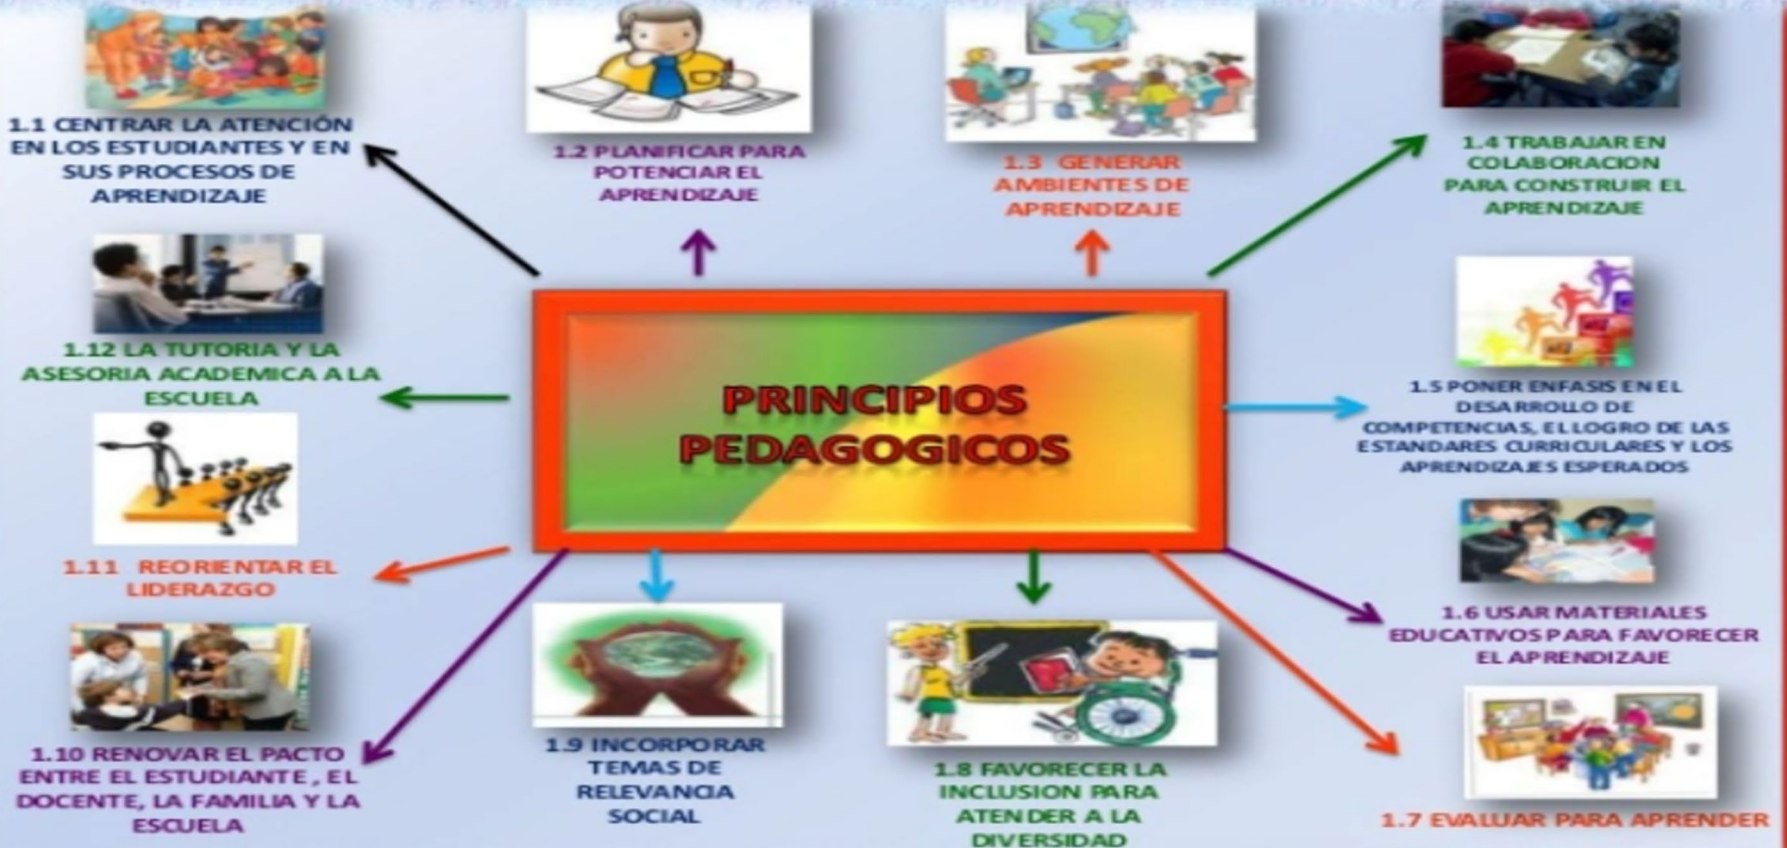 1.1 CENTRAR LA ATENCIÓN
EN LOS ESTUDIANTES Y EN
SUS PROCESOS DE
APRENDIZAJE
1.2 PLANIFICAR PARA
POTENCIAR EL
APRENDIZAJE
1.3 GENERAR
AMBIENTES DE
APRENDIZAJE
1.4 TRABAJAR EN
COLABORACION
PARA CONSTRUIR EL
APRENDIZAJE
1.12 LA TUTORIA Y LA
ASESORIA ACADEMICA A LA
ESCUELA
PRINCIPIOS
PEDAGOGICOS
1.5 PONER ENFASIS EN EL
DESARROLLO DE
COMPETENCIAS, EL LOGRO DE LAS
ESTANDARES CURRICULARES Y LOS
APRENDIZAJES ESPERADOS
1.11 REORIENTAR EL
LIDERAZGO
1.6 USAR MATERIALES
EDUCATIVOS PARA FAVORECER
EL APRENDIZAJE
1.10 RENOVAR EL PACTO
ENTRE EL ESTUDIANTE , EL
DOCENTE, LA FAMILIA Y LA
ESCUELA
1.9 INCORPORAR
TEMAS DE
RELEVANCIA
SOCIAL
1.8 FAVORECER LA
INCLUSION PARA
ATENDER A LA
DIVERSIDAD
1.7 EVALUAR PARA APRENDER